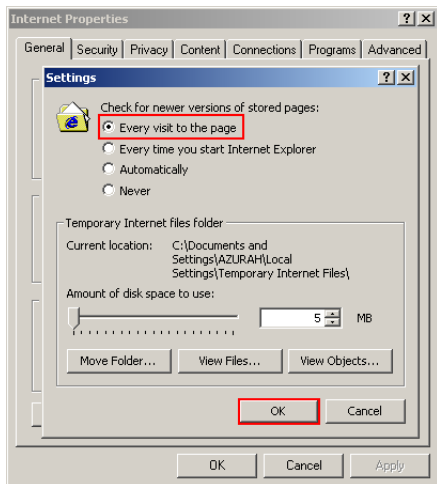 Internet Properties
General Security Privacy Content Connections Programs Advanced
Settings
Check for newer versions of stored pages:
Every visit to the page
Every time you start Internet Explorer
Automatically
Never
Temporary Internet files folder
Current location: C:\Documents and
Settings\AZURAH\Local
Settings\Temporary Internet Files\
Amount of disk space to use:
5 MB
Move Folder... View Files... View Objects...
OK Cancel
OK Cancel Apply